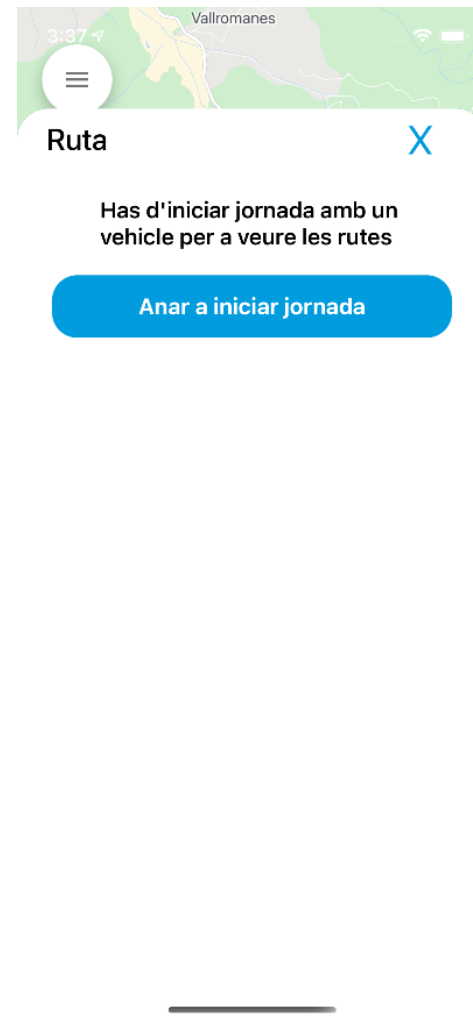 Vallromanes
3:37
Ruta
X
Has d'iniciar jornada amb un
vehicle per a veure les rutes
Anar a iniciar jornada